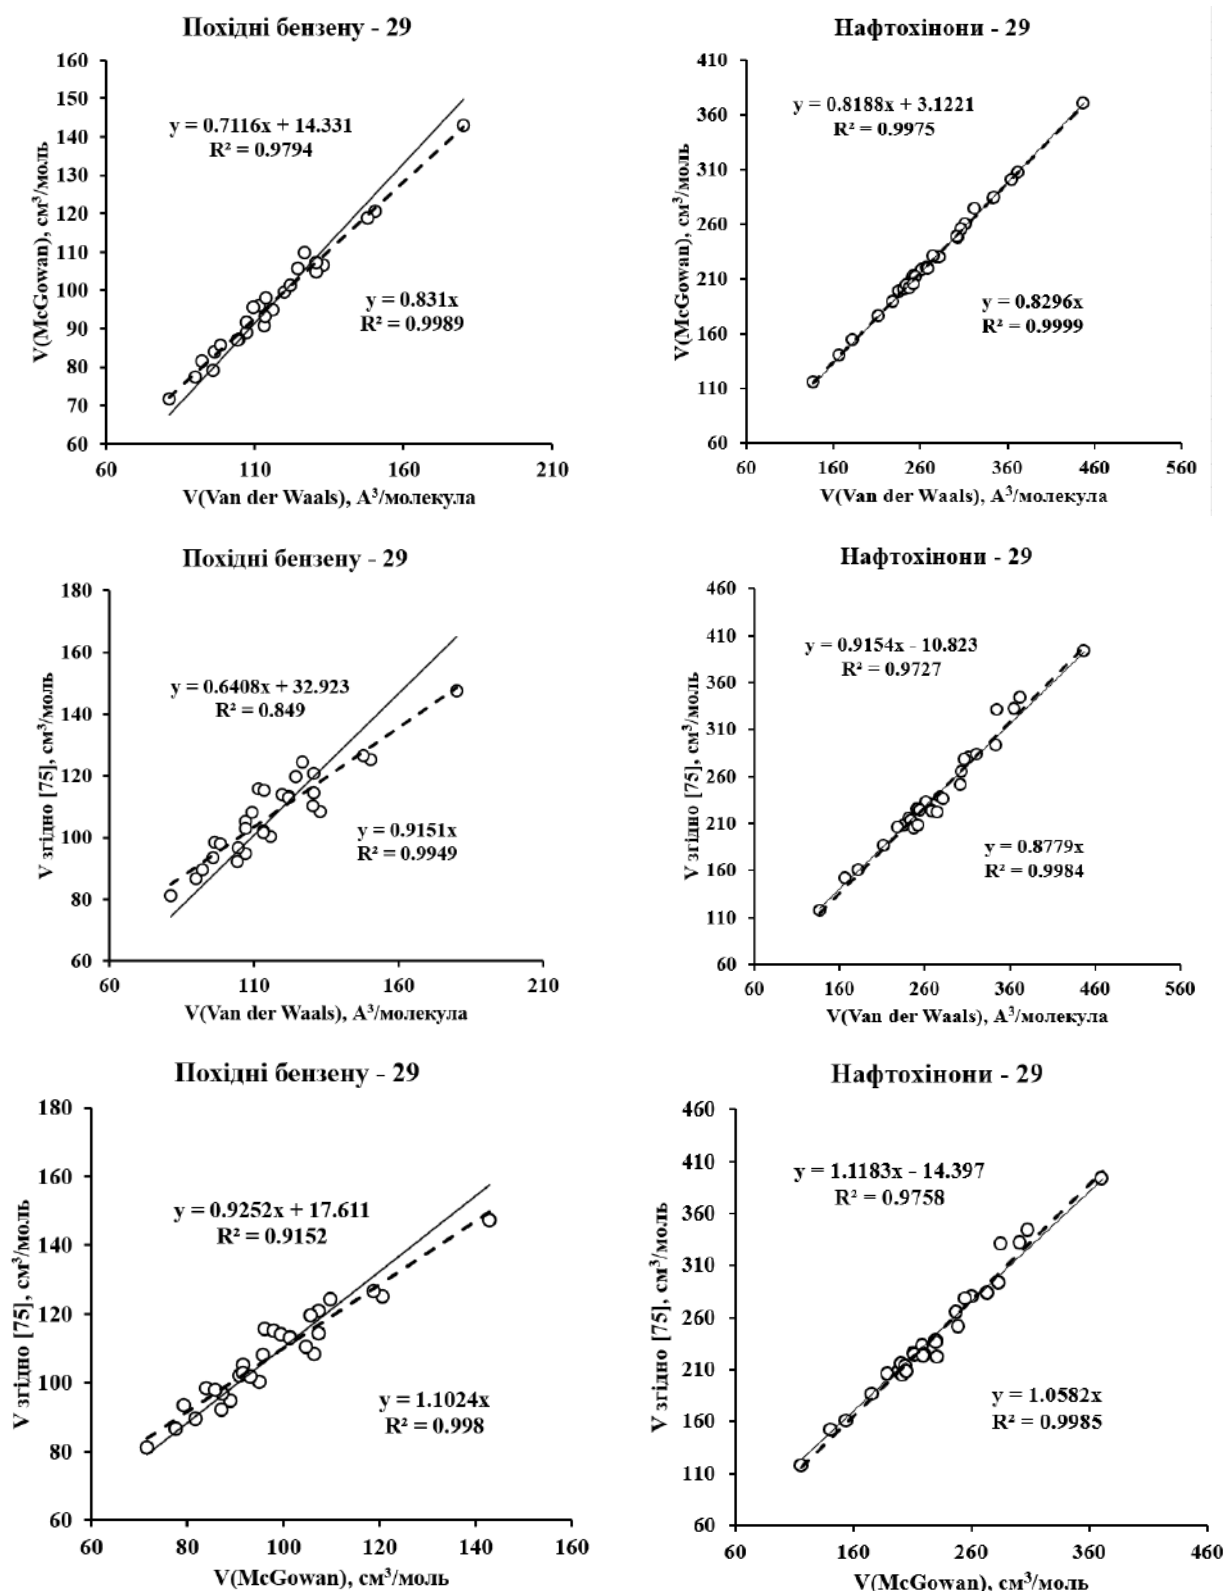 Похідні бензену - 29
160
150
140
130
120
110
100
90
80
70
60
60
110
160
210
y = 0.7116x + 14.331
R² = 0.9794
y = 0.831x
R² = 0.9989
V(McGowan), см³/моль
V(Van der Waals), А³/молекула
Нафтохінони - 29
410
360
310
260
210
160
110
60
60
160
260
360
460
560
y = 0.8188x + 3.1221
R² = 0.9975
y = 0.8296x
R² = 0.9999
V(McGowan), см³/моль
V(Van der Waals), А³/молекула
Похідні бензену - 29
180
160
140
120
100
80
60
60
110
160
210
y = 0.6408x + 32.923
R² = 0.849
y = 0.9151x
R² = 0.9949
V згідно [75], см³/моль
V(Van der Waals), А³/молекула
Нафтохінони - 29
460
410
360
310
260
210
160
110
60
60
160
260
360
460
560
y = 0.9154x - 10.823
R² = 0.9727
y = 0.8779x
R² = 0.9984
V згідно [75], см³/моль
V(Van der Waals), А³/молекула
Похідні бензену - 29
180
160
140
120
100
80
60
60
80
100
120
140
160
y = 0.9252x + 17.611
R² = 0.9152
y = 1.1024x
R² = 0.998
V згідно [75], см³/моль
V(McGowan), см³/моль
Нафтохінони - 29
460
410
360
310
260
210
160
110
60
60
160
260
360
460
y = 1.1183x - 14.397
R² = 0.9758
y = 1.0582x
R² = 0.9985
V згідно [75], см³/моль
V(McGowan), см³/моль